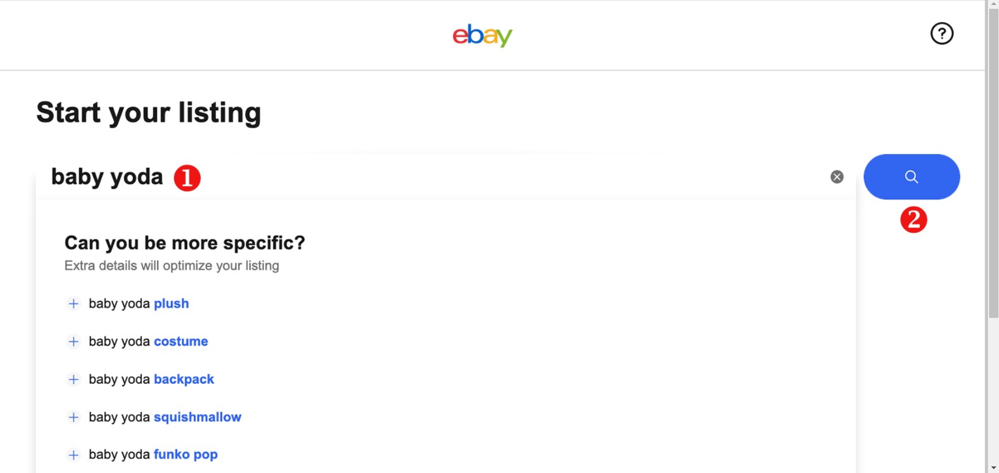 ebay
?
Start your listing
baby yoda 1
2
Can you be more specific?
Extra details will optimize your listing
+ baby yoda plush
+ baby yoda costume
+ baby yoda backpack
+ baby yoda squishmallow
+ baby yoda funko pop